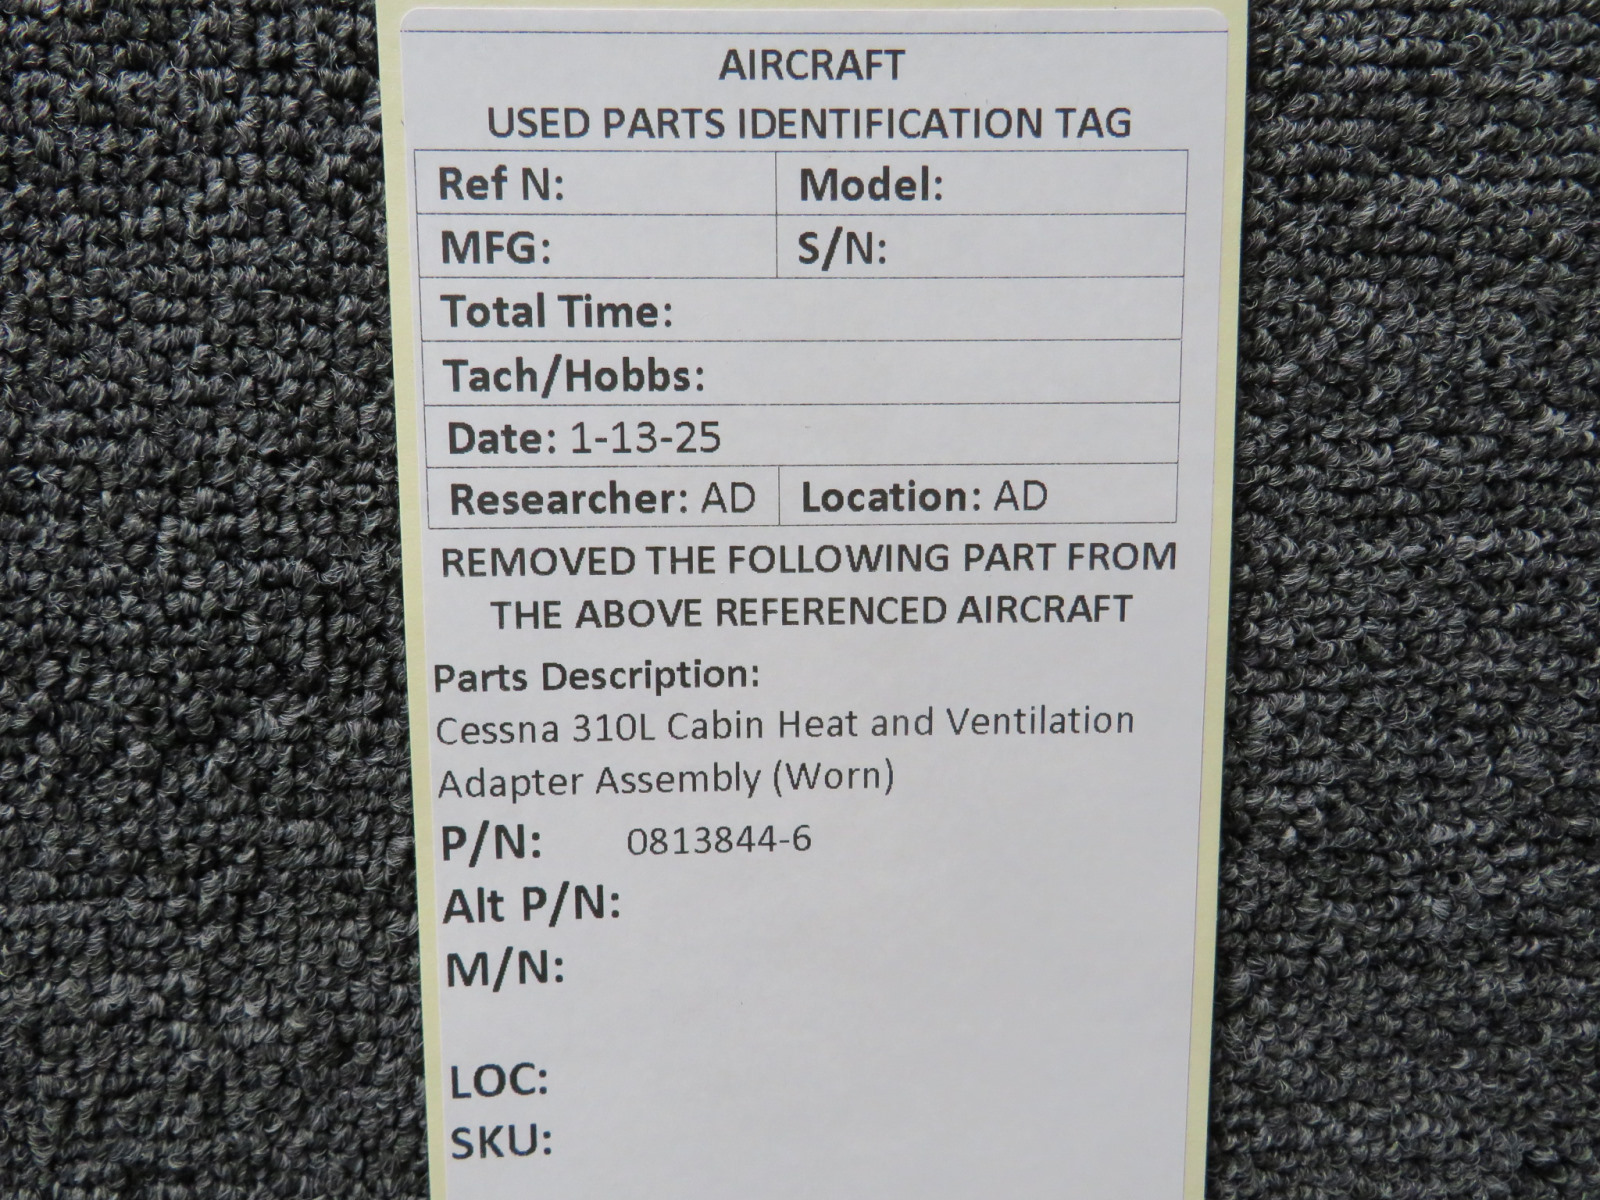 AIRCRAFT
USED PARTS IDENTIFICATION TAG
Ref N: Model:
MFG: S/N:
Total Time:
Tach/Hobbs:
Date: 1-13-25
Researcher: AD Location: AD
REMOVED THE FOLLOWING PART FROM
THE ABOVE REFERENCED AIRCRAFT
Parts Description:
Cessna 310L Cabin Heat and Ventilation
Adapter Assembly (Worn)
P/N: 0813844-6
Alt P/N:
M/N:
LOC:
SKU: